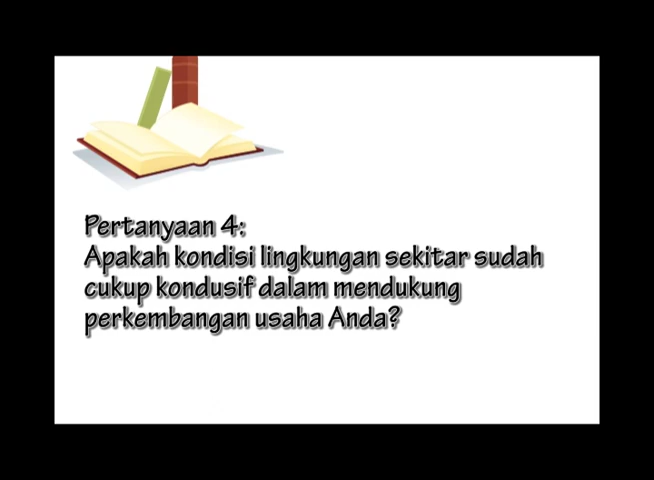 Pertanyaan 4:
Apakah kondisi lingkungan sekitar sudah
cukup kondusif dalam mendukung
perkembangan usaha Anda?